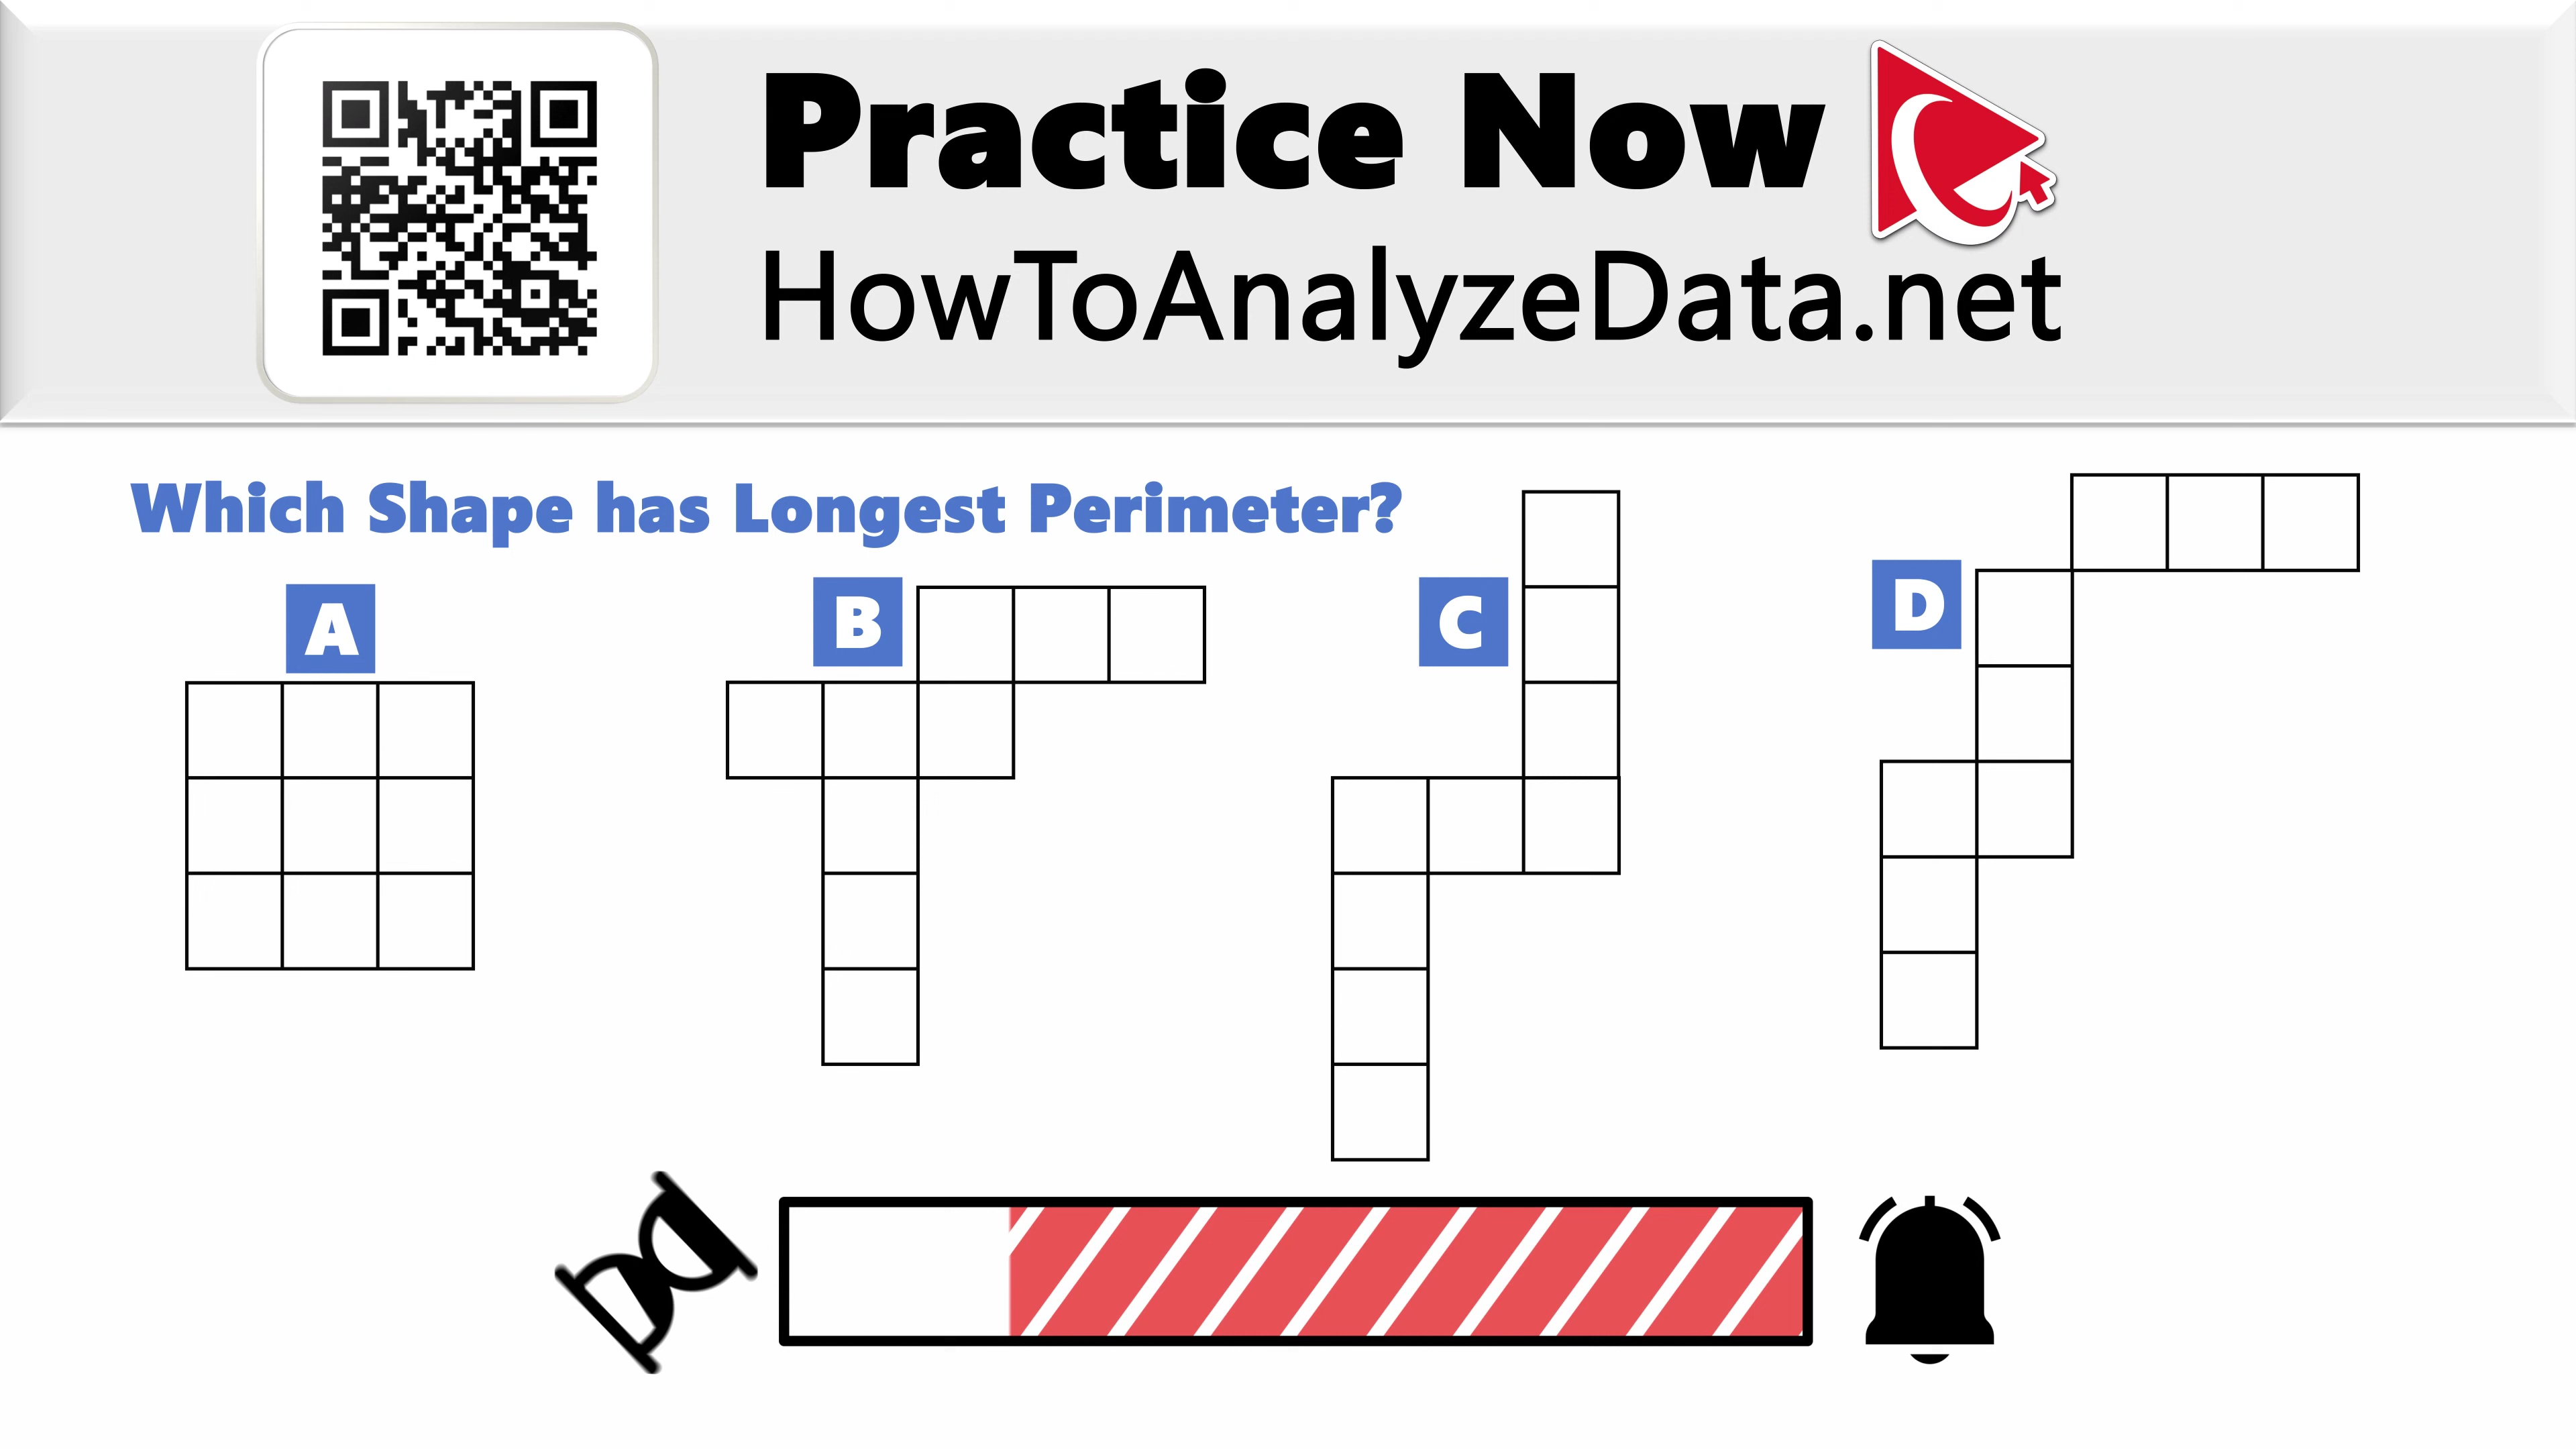 Practice Now
HowToAnalyzeData.net
Which Shape has Longest Perimeter?
A
B
C
D